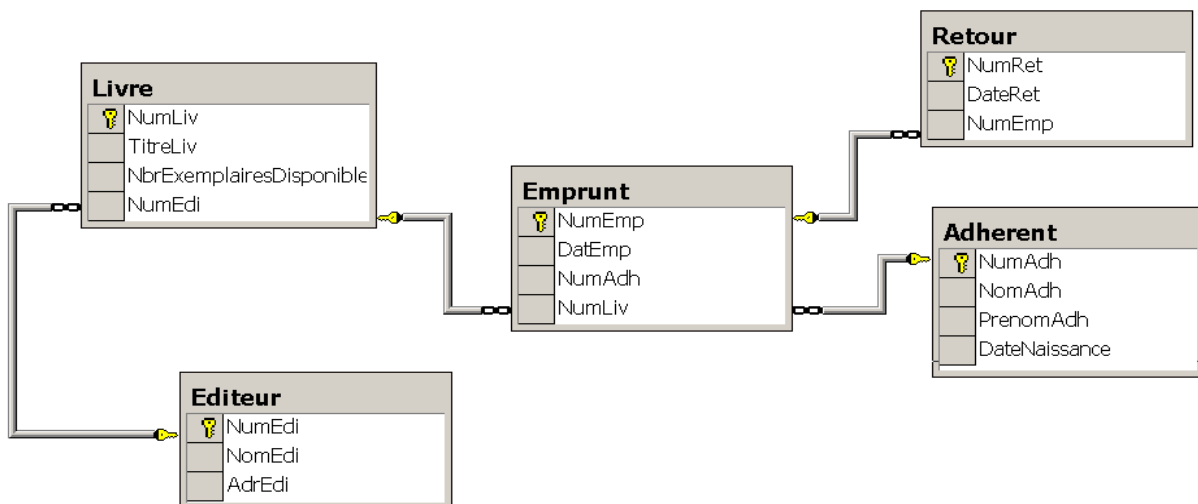 Livre
NumLiv
TitreLiv
NbrExemplairesDisponible
NumEdi
Emprunt
NumEmp
DatEmp
NumAdh
NumLiv
Retour
NumRet
DateRet
NumEmp
Adherent
NumAdh
NomAdh
PrenomAdh
DateNaissance
Editeur
NumEdi
NomEdi
AdrEdi